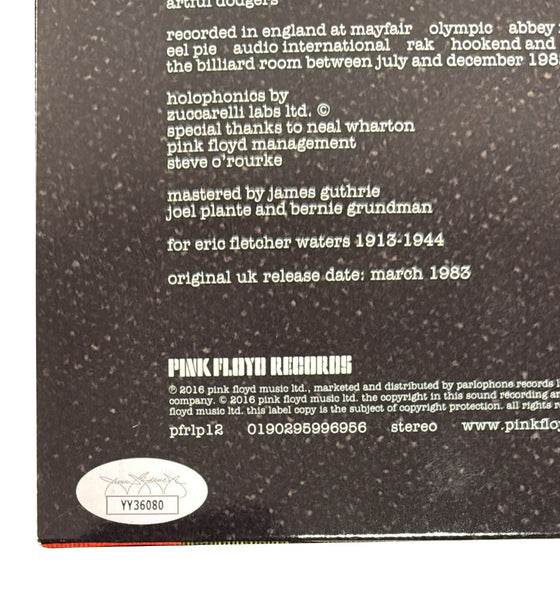 artful dodgers
recorded in england at mayfair olympic abbey
eel pie audio international rak hookend and
the billiard room between july and december 198
holophonics by
zuccarelli labs ltd. ©
special thanks to neal wharton
pink floyd management
steve o'rourke
mastered by james guthrie
joel plante and bernie grundman
for eric fletcher waters 1913-1944
original uk release date: march 1983
PINK FLOYD RECORDS
℗ 2016 pink floyd music ltd., marketed and distributed by parlophone records
company. © 2016 pink floyd music ltd. the copyright in this sound recording an
floyd music ltd. this label copy is the subject of copyright protection. all rights
pfrlp12 0190295996956 stereo www.pinkfloy
YY36080